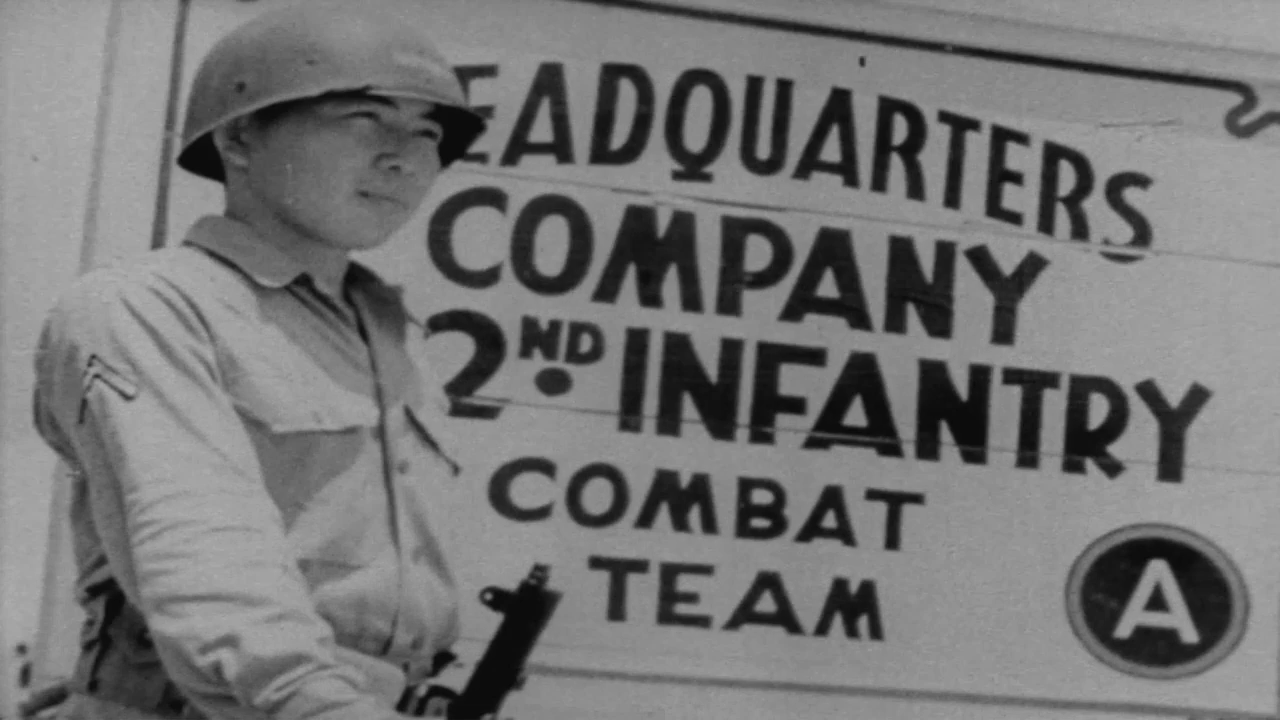 EADQUARTERS
COMPANY
2ND INFANTRY
COMBAT
TEAM
A